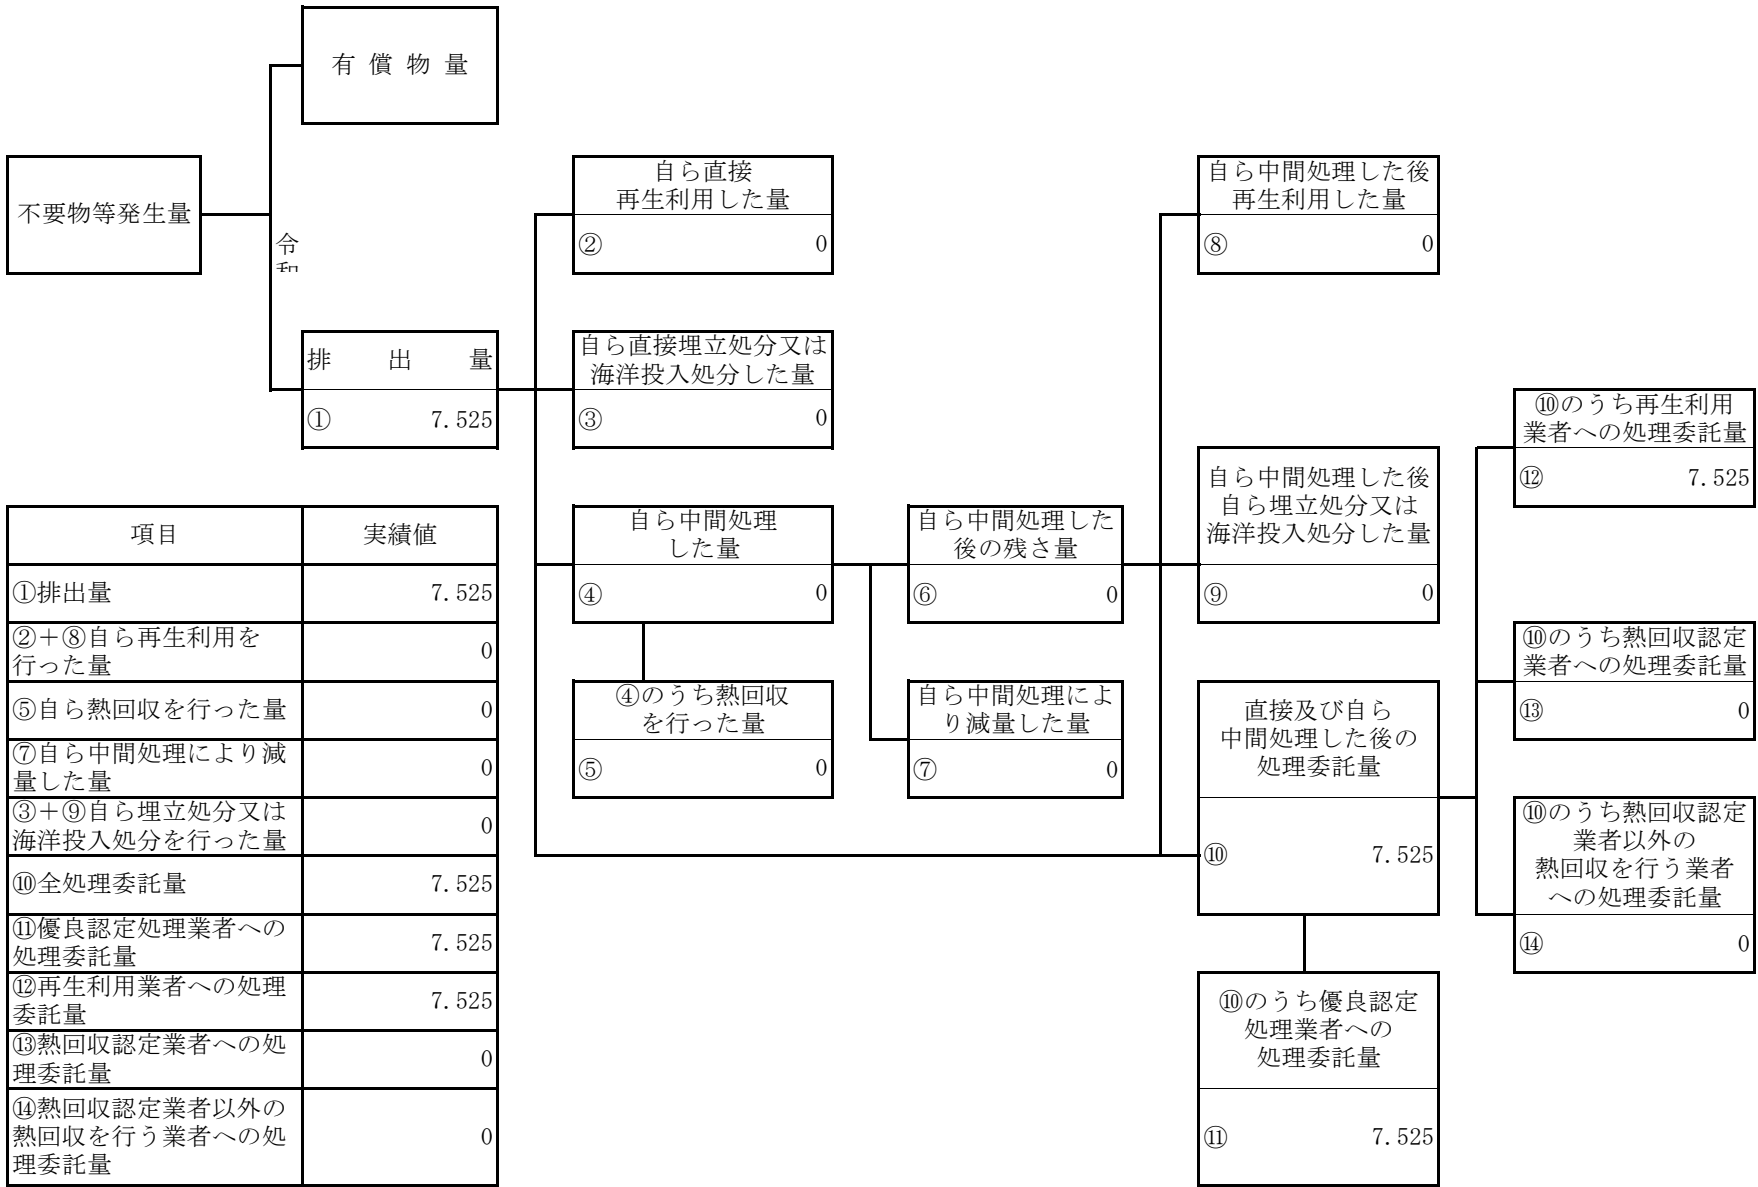 有 償 物 量
不要物等発生量
令
和
排 出 量
① 7.525
自ら直接
再生利用した量
② 0
自ら直接埋立処分又は
海洋投入処分した量
③ 0
自ら中間処理
した量
④ 0
④のうち熱回収
を行った量
⑤ 0
自ら中間処理した
後の残さ量
⑥ 0
自ら中間処理によ
り減量した量
⑦ 0
自ら中間処理した後
再生利用した量
⑧ 0
自ら中間処理した後
自ら埋立処分又は
海洋投入処分した量
⑨ 0
直接及び自ら
中間処理した後の
処理委託量
⑩ 7.525
⑩のうち優良認定
処理業者への
処理委託量
⑪ 7.525
⑩のうち再生利用
業者への処理委託量
⑫ 7.525
⑩のうち熱回収認定
業者への処理委託量
⑬ 0
⑩のうち熱回収認定
業者以外の
熱回収を行う業者
への処理委託量
⑭ 0
項目 実績値
①排出量 7.525
②＋⑧自ら再生利用を
行った量 0
⑤自ら熱回収を行った量 0
⑦自ら中間処理により減
量した量 0
③＋⑨自ら埋立処分又は
海洋投入処分を行った量 0
⑩全処理委託量 7.525
⑪優良認定処理業者への
処理委託量 7.525
⑫再生利用業者への処理
委託量 7.525
⑬熱回収認定業者への処
理委託量 0
⑭熱回収認定業者以外の
熱回収を行う業者への処
理委託量 0